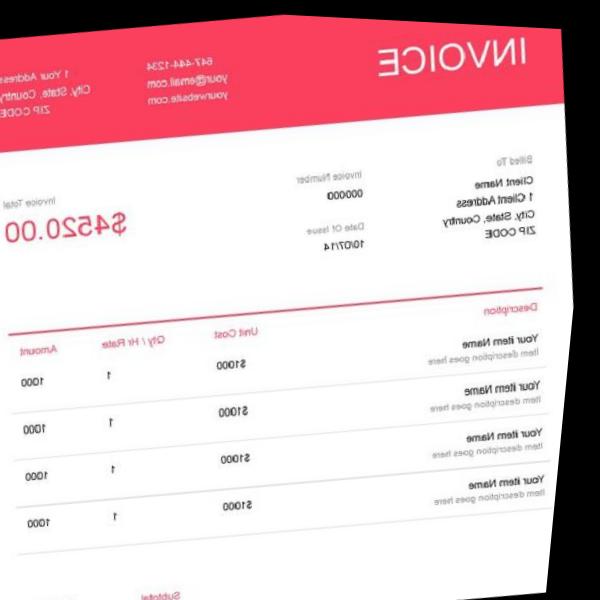 INVOICE
647-444-1234
your@email.com
yourwebsite.com
1 Your Address
City, State, Country
ZIP CODE
Billed To
Client Name
1 Client Address
City, State, Country
ZIP CODE
Invoice Number
000000
Date Of Issue
10/07/14
Invoice Total
$4520.00
Description Unit Cost Qty / Hr Rate Amount
Your item Name $1000 1 1000
Item description goes here
Your item Name $1000 1 1000
Item description goes here
Your item Name $1000 1 1000
Item description goes here
Your item Name $1000 1 1000
Item description goes here
Subtotal